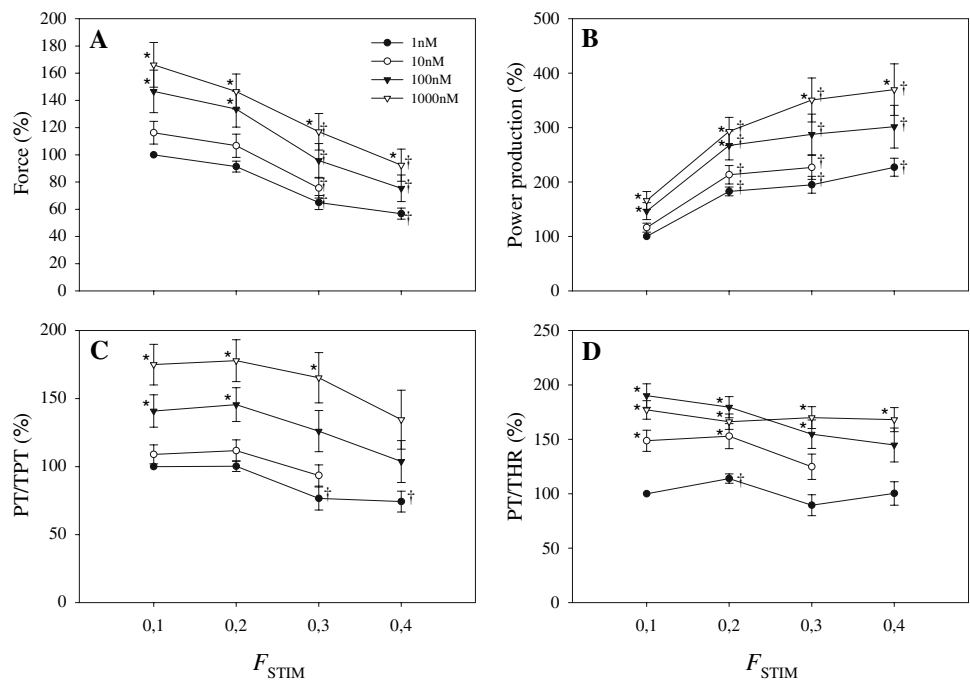 A
Force (%)
200
180
160
140
120
100
80
60
40
20
0
1nM
10nM
100nM
1000nM
* * * * * *
† † † † † †
B
Power production (%)
500
400
300
200
100
0
* * * * * *
† † † † † † † † † † †
C
PT/TPT (%)
200
150
100
50
0
0,1 0,2 0,3 0,4
F STIM
* * * * *
† †
D
PT/THR (%)
250
200
150
100
50
0
0,1 0,2 0,3 0,4
F STIM
* * * * * * * * *
†